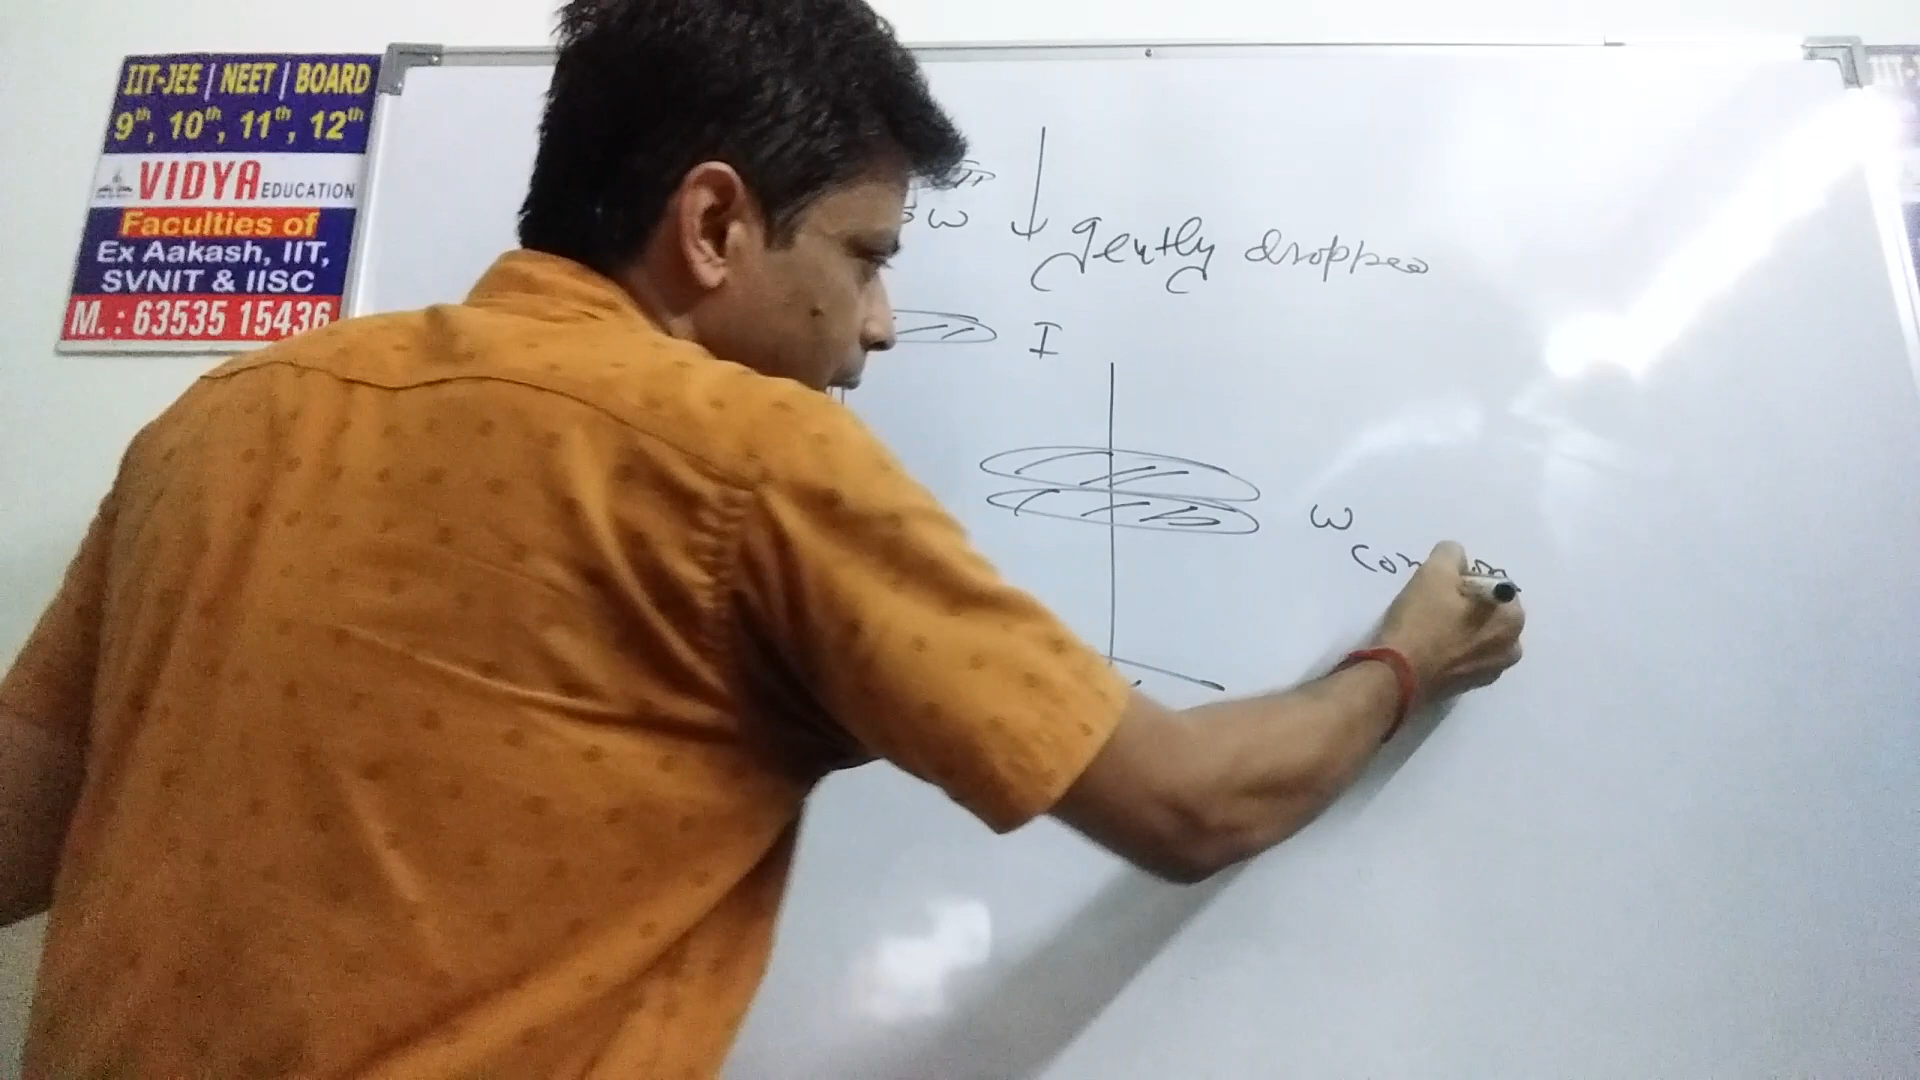 IIT-JEE | NEET | BOARD
9th, 10th, 11th, 12th
VIDYA EDUCATION
Faculties of
Ex Aakash, IIT,
SVNIT & IISC
M. : 63535 15436
ω
gently dropped
I
ω